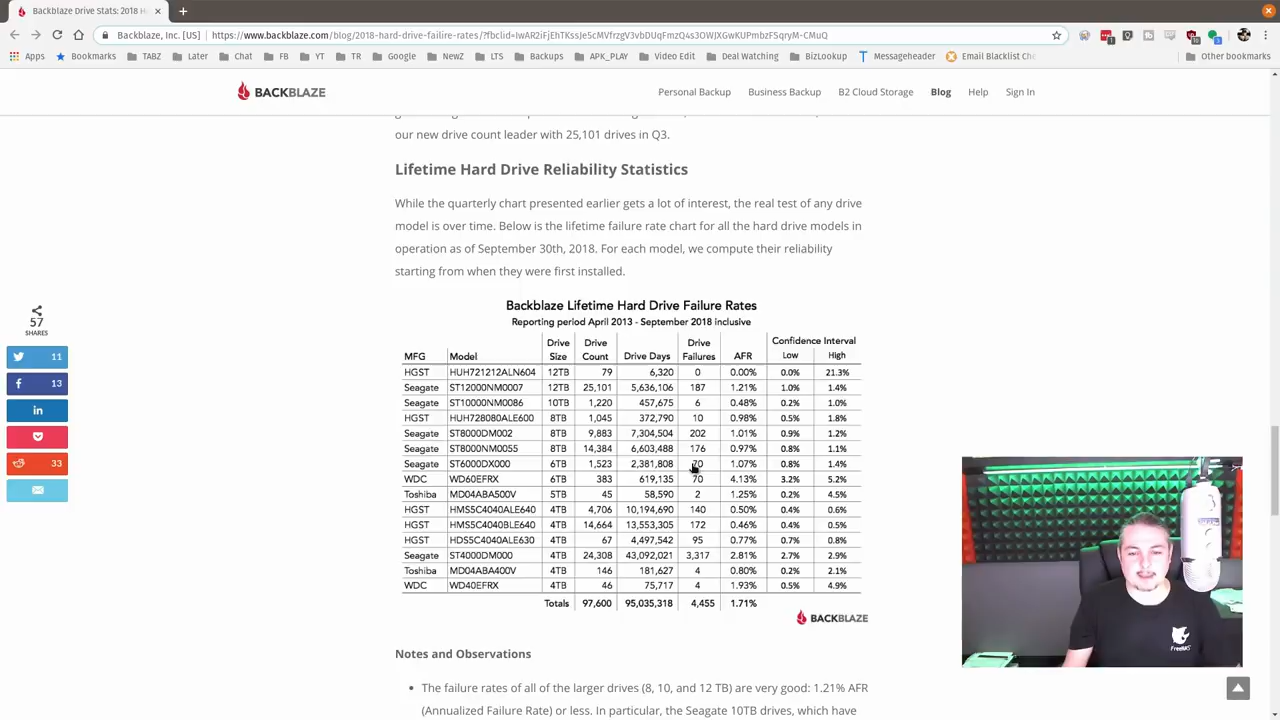 Backblaze Drive Stats: 2018 H
Backblaze, Inc. [US]
https://www.backblaze.com/blog/2018-hard-drive-failure-rates/?fbclid=
Apps Bookmarks TABZ Later Chat FB YT TR Google NewZ LTS Backups APK_PLAY Video Edit Deal Watching BizLookup Messageheader Email Blacklist Che Other bookmarks
BACKBLAZE
Personal Backup Business Backup B2 Cloud Storage Blog Help Sign In
our new drive count leader with 25,101 drives in Q3.
Lifetime Hard Drive Reliability Statistics
While the quarterly chart presented earlier gets a lot of interest, the real test of any drive
model is over time. Below is the lifetime failure rate chart for all the hard drive models in
operation as of September 30th, 2018. For each model, we compute their reliability
starting from when they were first installed.
57
SHARES
11
13
33
Backblaze Lifetime Hard Drive Failure Rates
Reporting period April 2013 - September 2018 inclusive
MFG Model Drive Size Drive Count Drive Days Drive Failures AFR Confidence Interval Low High
HGST HUH721212ALN604 12TB 79 6,320 0 0.00% 0.0% 21.3%
Seagate ST12000NM0007 12TB 25,101 5,636,106 187 1.21% 1.0% 1.4%
Seagate ST10000NM0086 10TB 1,220 457,675 6 0.48% 0.2% 1.0%
HGST HUH728080ALE600 8TB 1,045 372,790 10 0.98% 0.5% 1.8%
Seagate ST8000DM002 8TB 9,883 7,304,504 202 1.01% 0.9% 1.2%
Seagate ST8000NM0055 8TB 14,384 6,603,488 176 0.97% 0.8% 1.1%
Seagate ST6000DX000 6TB 1,523 2,381,808 70 1.07% 0.8% 1.4%
WDC WD60EFRX 6TB 383 619,135 70 4.13% 3.2% 5.2%
Toshiba MD04ABA500V 5TB 45 58,590 2 1.25% 0.2% 4.5%
HGST HMS5C4040ALE640 4TB 4,706 10,194,690 140 0.50% 0.4% 0.6%
HGST HMS5C4040BLE640 4TB 14,664 13,553,305 172 0.46% 0.4% 0.5%
HGST HDS5C4040ALE630 4TB 67 4,497,542 95 0.77% 0.7% 0.8%
Seagate ST4000DM000 4TB 24,308 43,092,021 3,317 2.81% 2.7% 2.9%
Toshiba MD04ABA400V 4TB 146 181,627 4 0.80% 0.2% 2.1%
WDC WD40EFRX 4TB 46 75,717 4 1.93% 0.5% 4.9%
Totals 97,600 95,035,318 4,455 1.71%
BACKBLAZE
FreeNAS
Notes and Observations
• The failure rates of all of the larger drives (8, 10, and 12 TB) are very good: 1.21% AFR
(Annualized Failure Rate) or less. In particular, the Seagate 10TB drives, which have